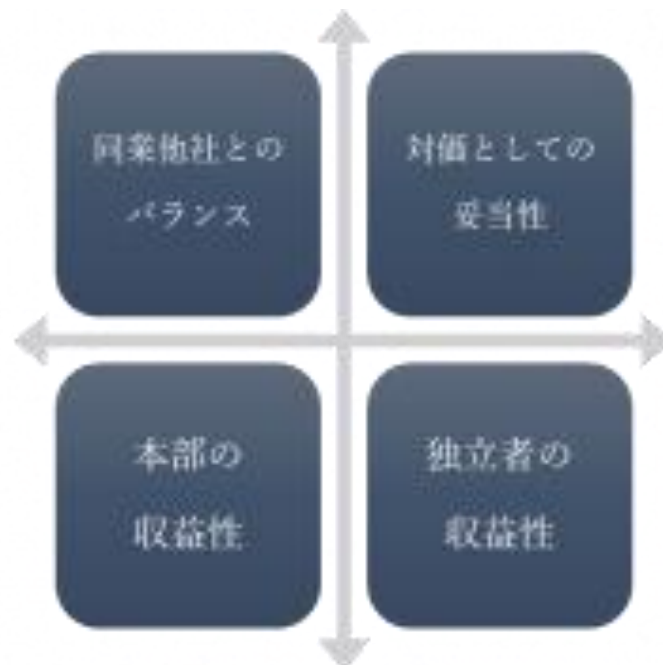 同業他社との
バランス
対価としての
妥当性
本部の
収益性
独立者の
収益性